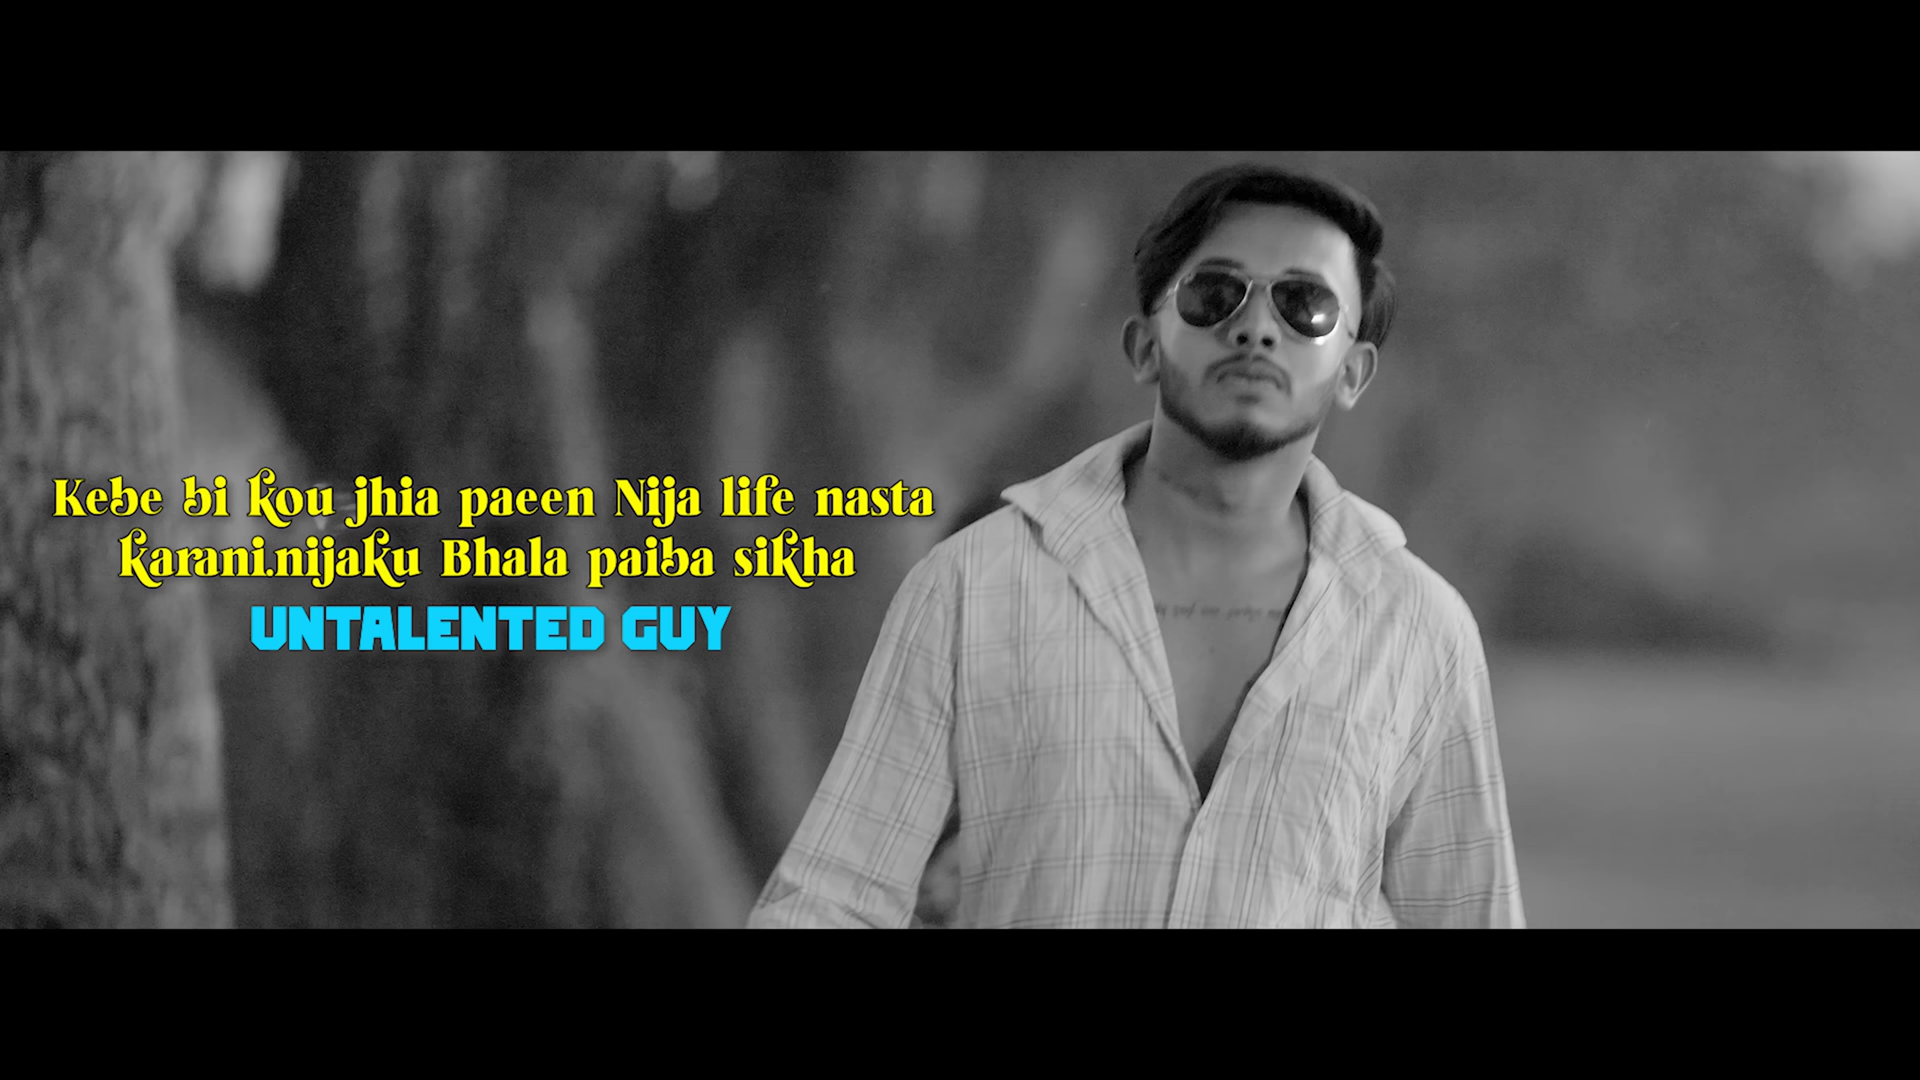 Kebe bi kou jhia paeen Nija life nasta
karani.nijaku Bhala paiba sikha
UNTALENTED GUY